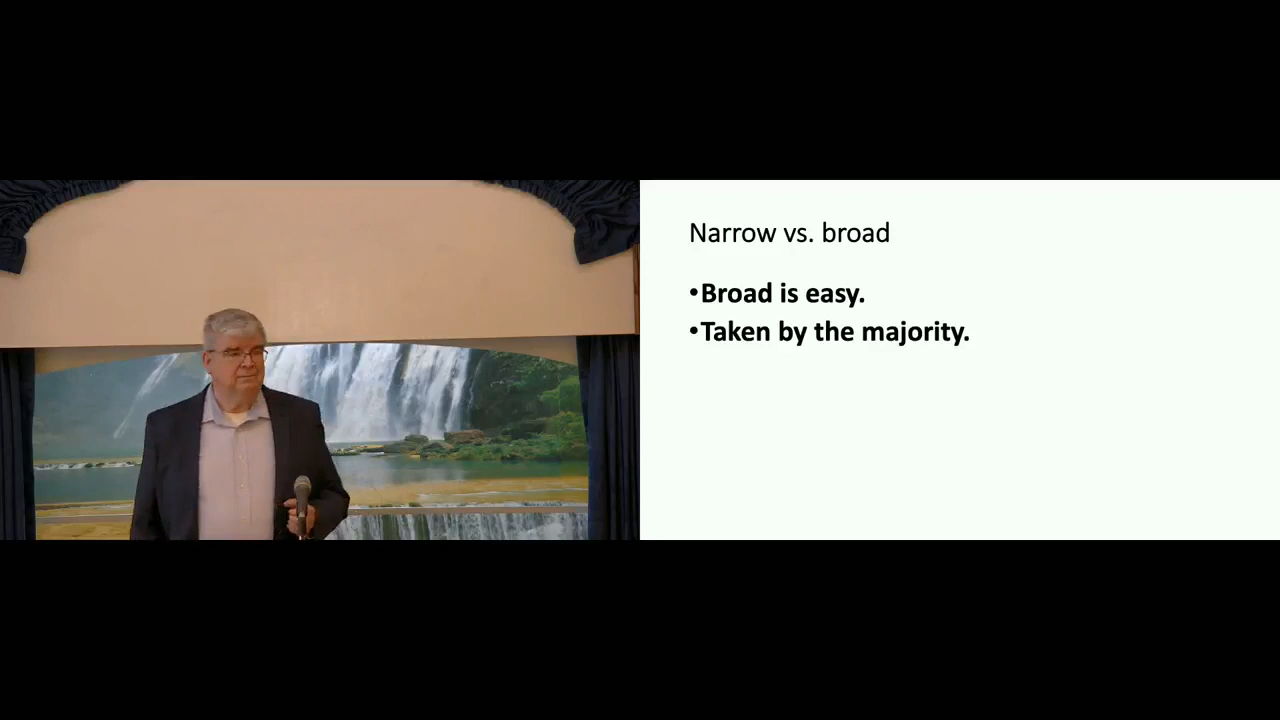 Narrow vs. broad
•Broad is easy.
•Taken by the majority.